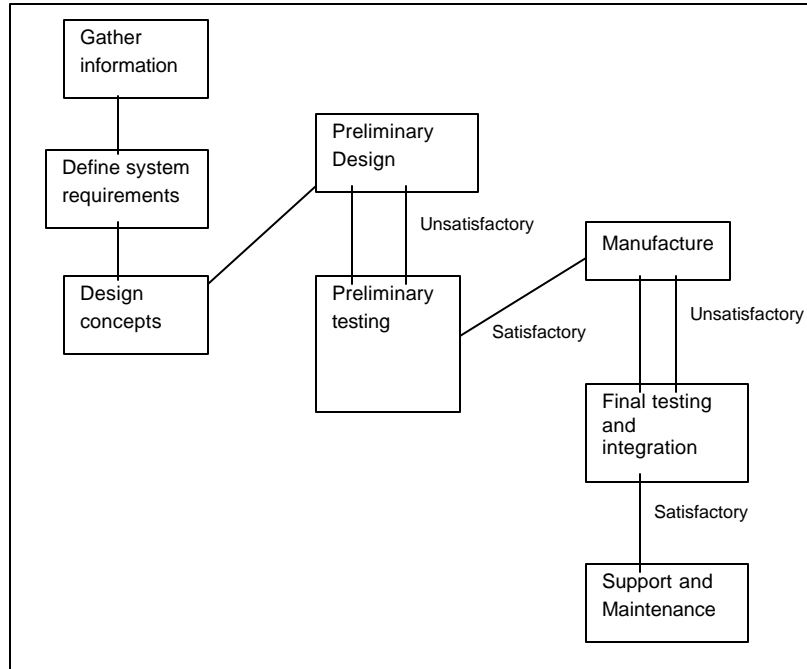 Gather
information
Define system
requirements
Design
concepts
Preliminary
Design
Unsatisfactory
Preliminary
testing
Satisfactory
Manufacture
Unsatisfactory
Final testing
and
integration
Satisfactory
Support and
Maintenance